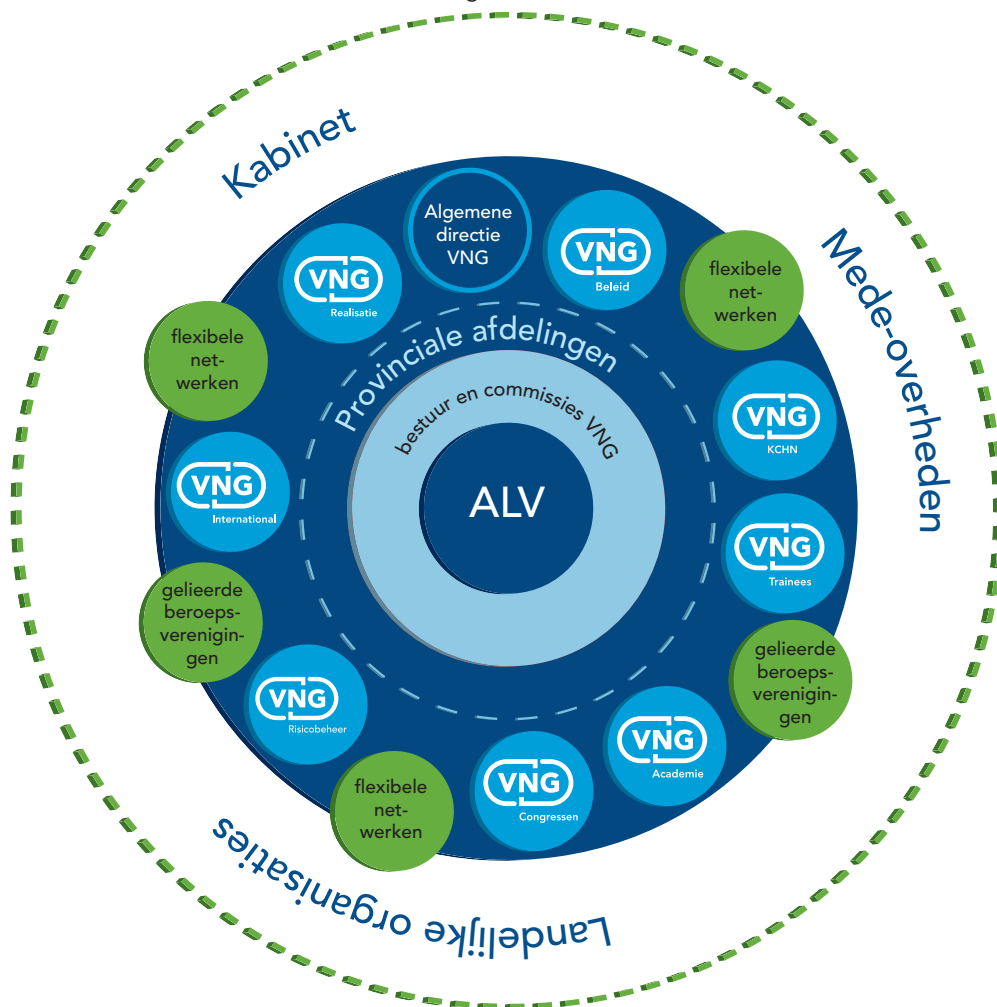 Kabinet
Mede-overheden
Landelijke organisaties
Algemene
directie
VNG
VNG
Beleid
flexibele
net-
werken
VNG
KCHN
VNG
Trainees
gelieerde
beroeps-
verenigin-
gen
VNG
Academie
VNG
Congressen
flexibele
net-
werken
VNG
Risicobeheer
gelieerde
beroeps-
verenigin-
gen
VNG
International
flexibele
net-
werken
VNG
Realisatie
Provinciale afdelingen
bestuur en commissies VNG
ALV